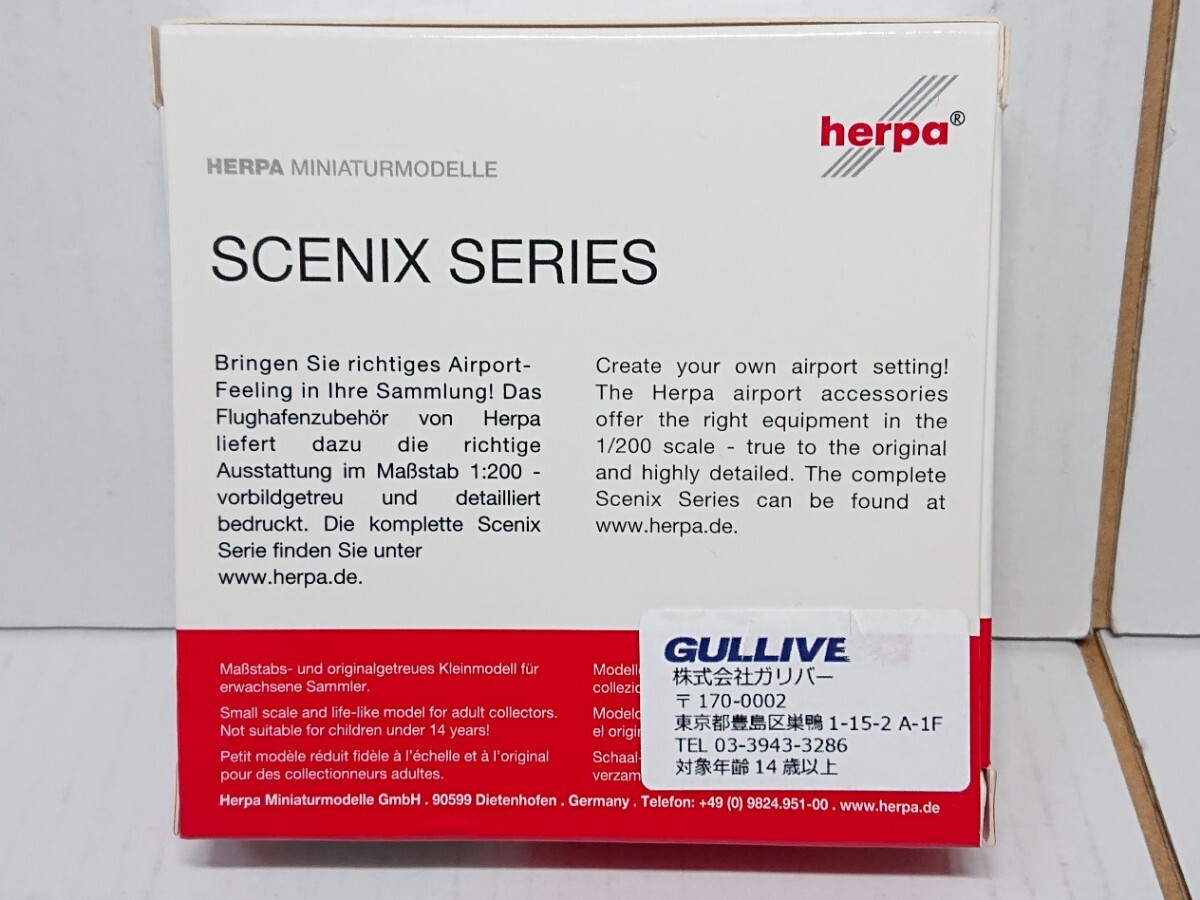 herpa®
HERPA MINIATURMODELLE
SCENIX SERIES
Bringen Sie richtiges Airport-
Feeling in Ihre Sammlung! Das
Flughafenzubehör von Herpa
liefert dazu die richtige
Ausstattung im Maßstab 1:200 -
vorbildgetreu und detailliert
bedruckt. Die komplette Scenix
Serie finden Sie unter
www.herpa.de.
Create your own airport setting!
The Herpa airport accessories
offer the right equipment in the
1/200 scale - true to the original
and highly detailed. The complete
Scenix Series can be found at
www.herpa.de.
Maßstabs- und originalgetreues Kleinmodell für
erwachsene Sammler.
Small scale and life-like model for adult collectors.
Not suitable for children under 14 years!
Petit modèle réduit fidèle à l'échelle et à l'original
pour des collectionneurs adultes.
el
GULLIVE
株式会社ガリバー
〒170-0002
東京都豊島区巣鴨1-15-2 A-1F
TEL 03-3943-3286
対象年齢14歳以上
Herpa Miniaturmodelle GmbH . 90599 Dietenhofen . Germany . Telefon: +49 (0) 9824.951-00 . www.herpa.de